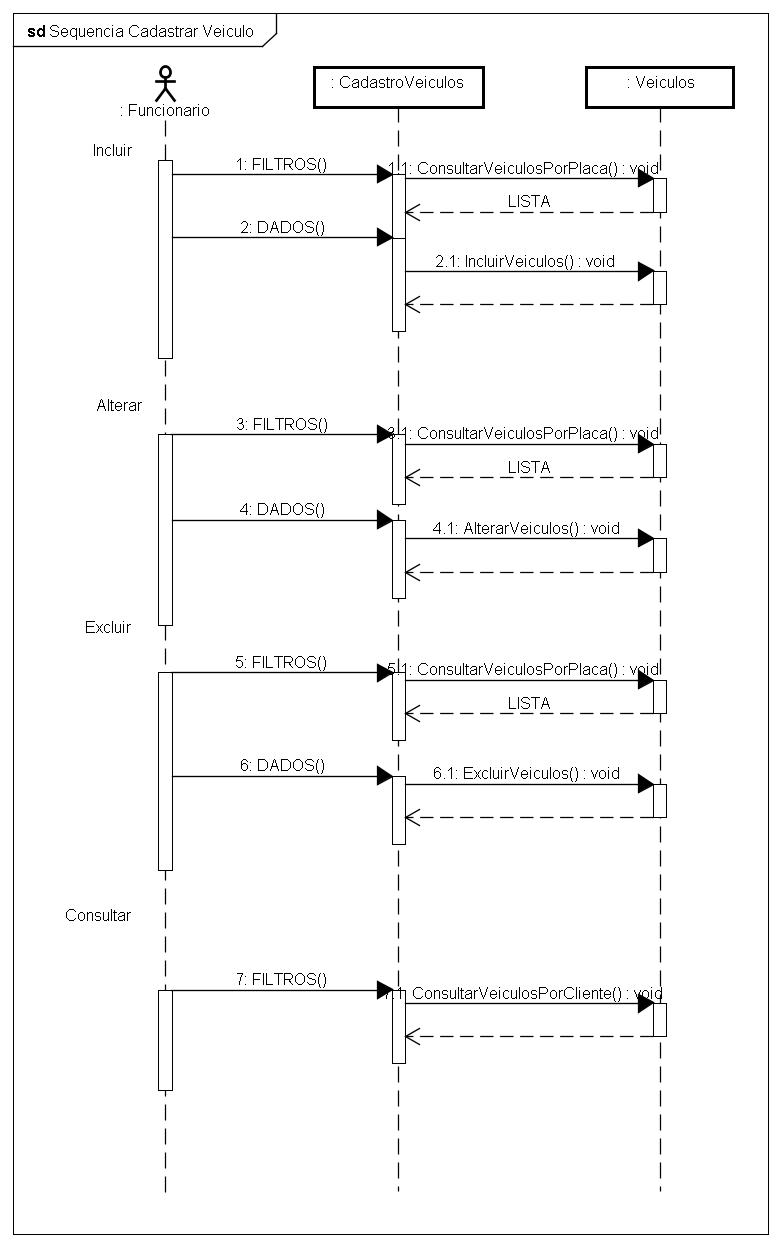 sd Sequencia Cadastrar Veiculo
: Funcionario
: CadastroVeiculos
: Veiculos
Incluir
1: FILTROS()
1.1: ConsultarVeiculosPorPlaca() : void
LISTA
2: DADOS()
2.1: IncluirVeiculos() : void
Alterar
3: FILTROS()
3.1: ConsultarVeiculosPorPlaca() : void
LISTA
4: DADOS()
4.1: AlterarVeiculos() : void
Excluir
5: FILTROS()
5.1: ConsultarVeiculosPorPlaca() : void
LISTA
6: DADOS()
6.1: ExcluirVeiculos() : void
Consultar
7: FILTROS()
7.1: ConsultarVeiculosPorCliente() : void